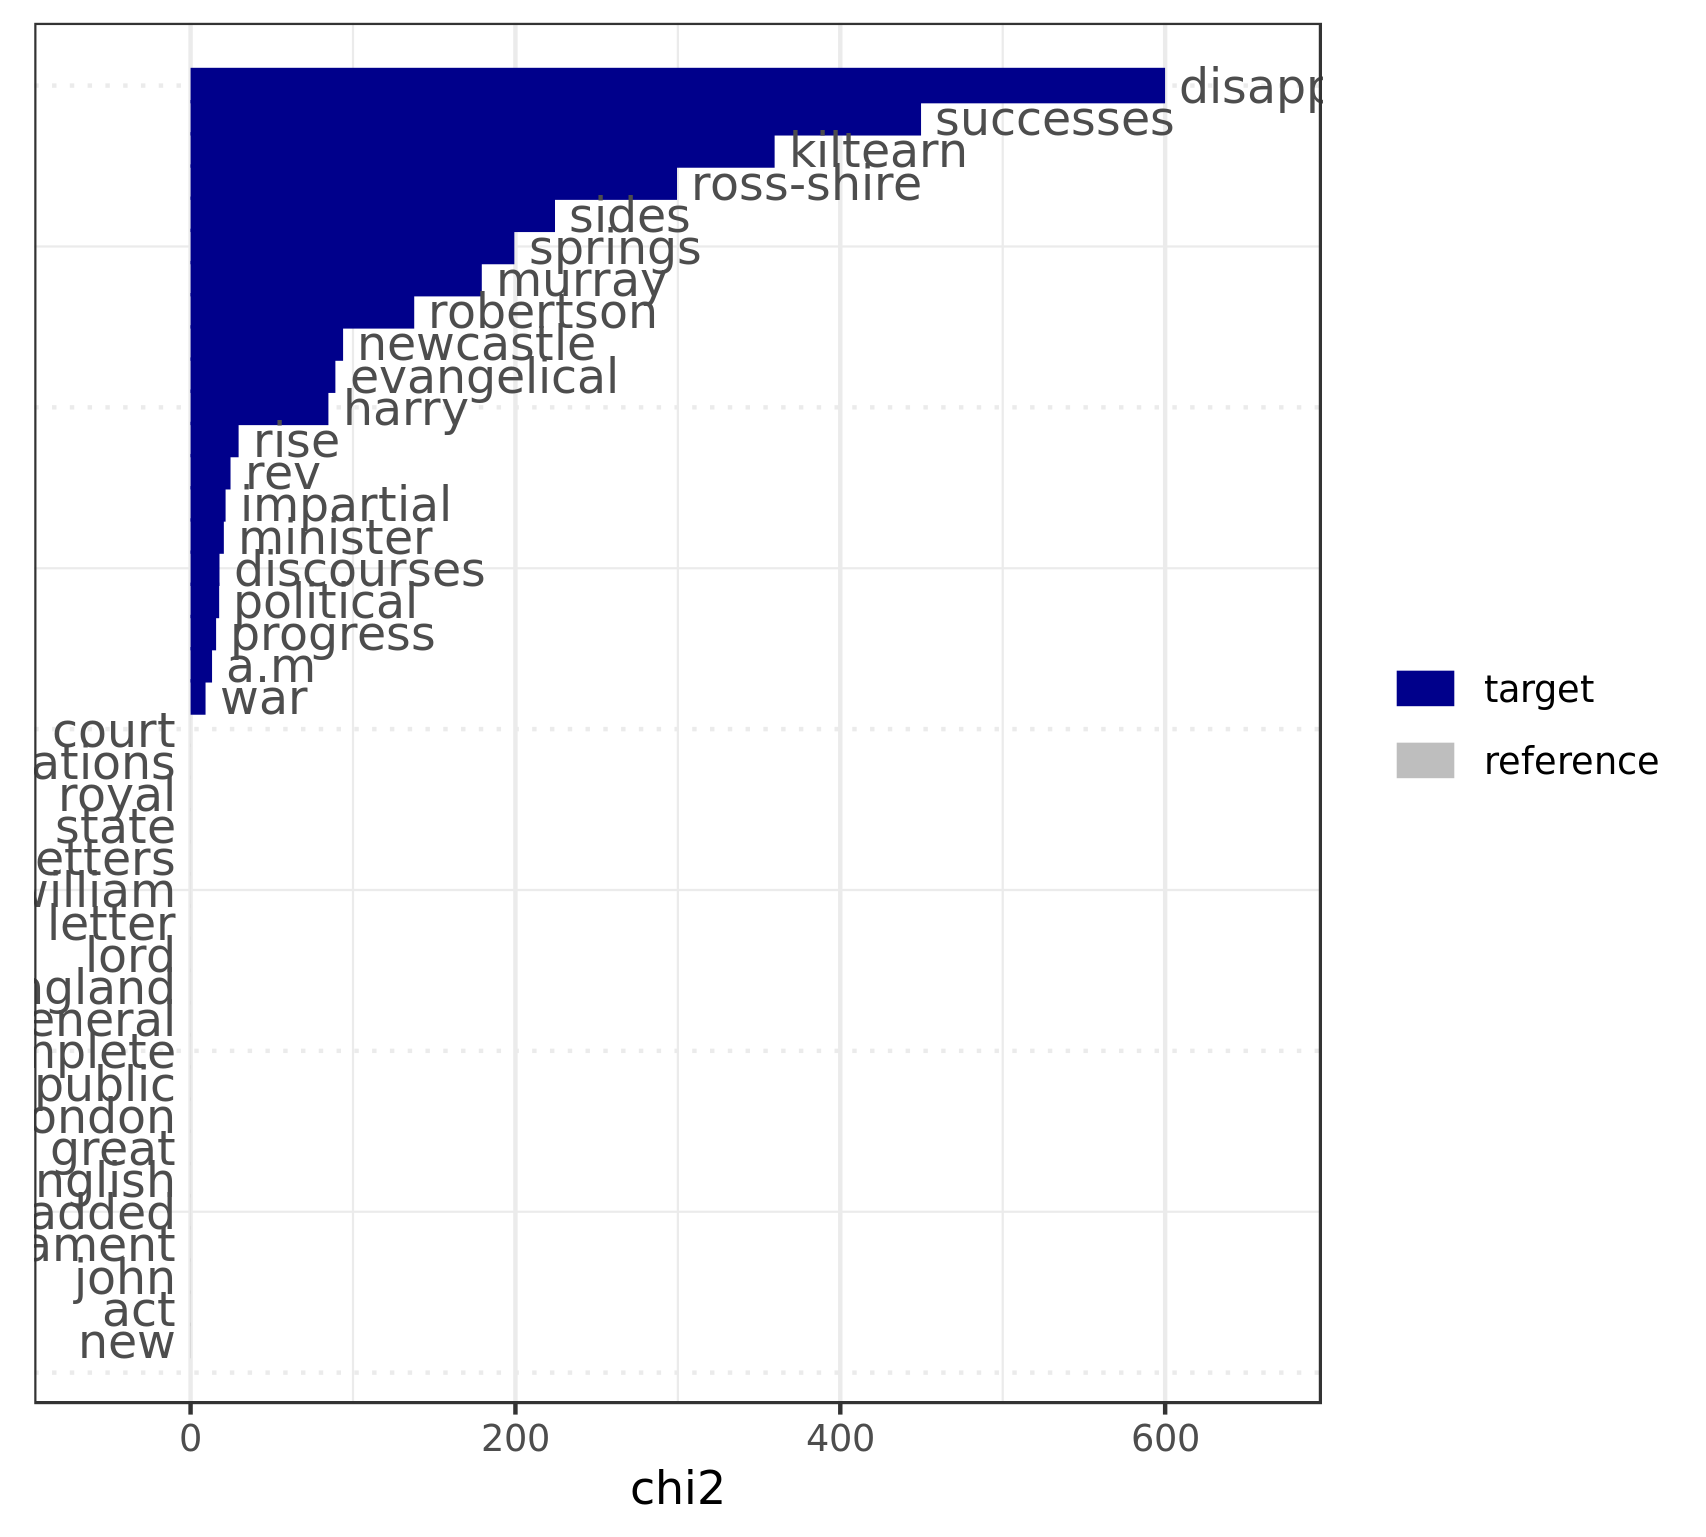 successes
kiltearn
ross-shire
sides
springs
murray
robertson
newcastle
evangelical
harry
rise
rev
impartial
minister
discourses
political
progress
a.m
war
court
royal
state
letter
lord
public
great
added
john
act
new
target
reference
0 200 400 600
chi2